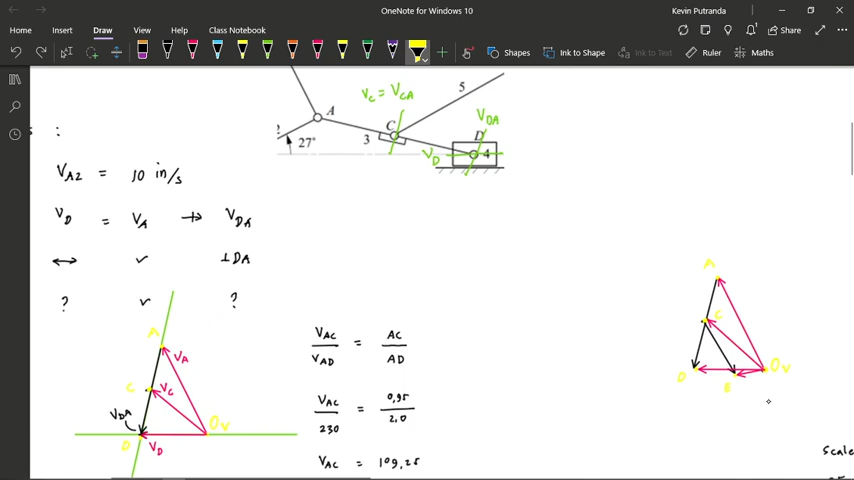 OneNote for Windows 10
Kevin Putranda
Home Insert Draw View Help Class Notebook
Share
Shapes Ink to Shape Ink to Text Ruler Maths
A
27°
3
C
5
D
4
Vc = VCA
VDA
VD
:
VA2 = 10 in/s
VD = VA +> VDA
↔ ✓ ⊥DA
? ✓ ?
A
VA
C
Vc
VDA
D
VD
Ov
VAC / VAD = AC / AD
VAC / 230 = 0,95 / 2.0
VAC = 109,25
A
C
D
E
Ov
Scale